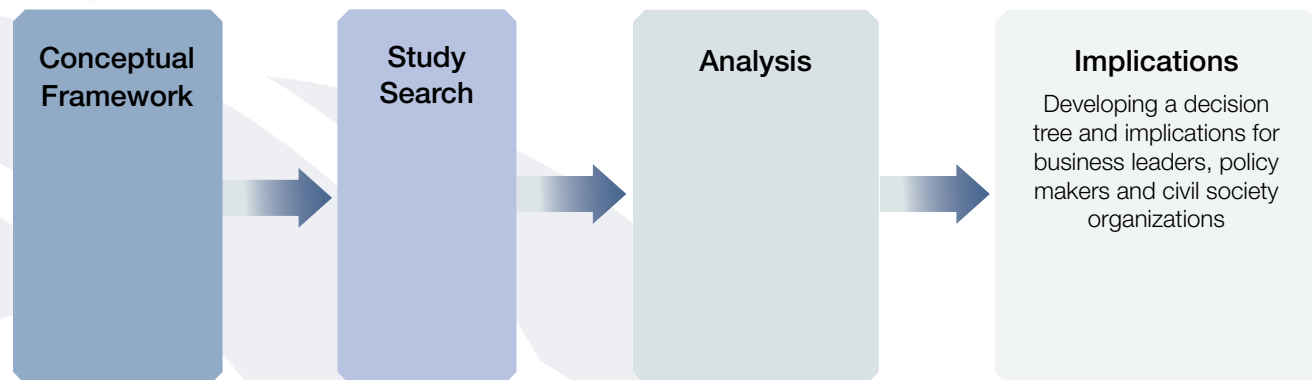 Conceptual
Framework
Study
Search
Analysis
Implications
Developing a decision
tree and implications for
business leaders, policy
makers and civil society
organizations